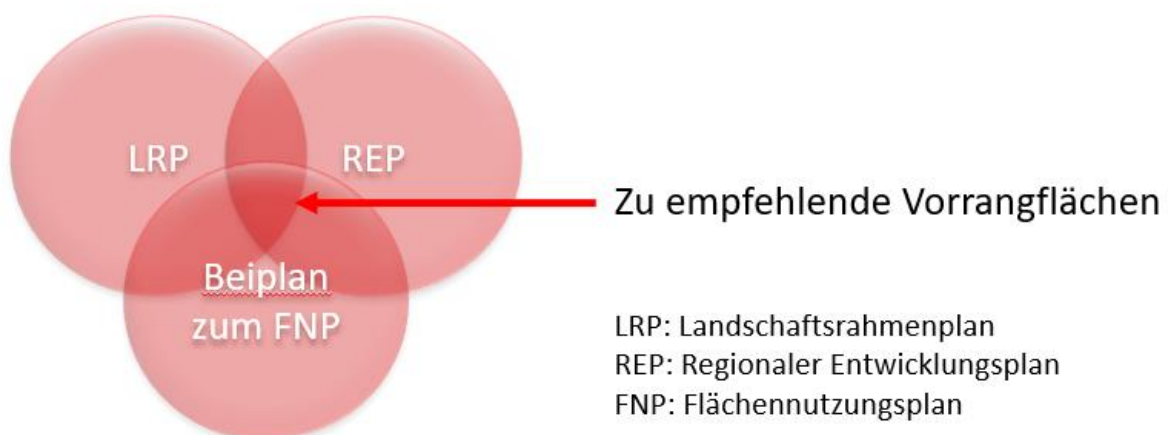 LRP
REP
Zu empfehlende Vorrangflächen
Beiplan
zum FNP
LRP: Landschaftsrahmenplan
REP: Regionaler Entwicklungsplan
FNP: Flächennutzungsplan